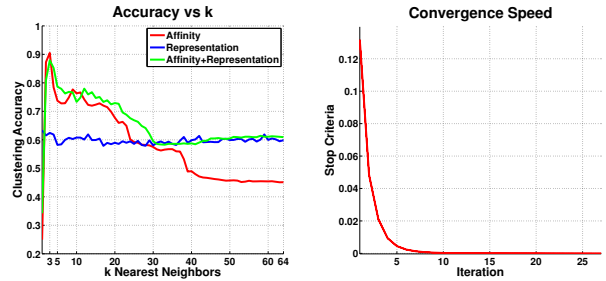 Accuracy vs k
Clustering Accuracy
1
0.9
0.8
0.7
0.6
0.5
0.4
0.3
0.2
Affinity
Representation
Affinity+Representation
3 5 10 20 30 40 50 60 64
k Nearest Neighbors
Convergence Speed
Stop Criteria
0.12
0.1
0.08
0.06
0.04
0.02
0
5 10 15 20 25
Iteration